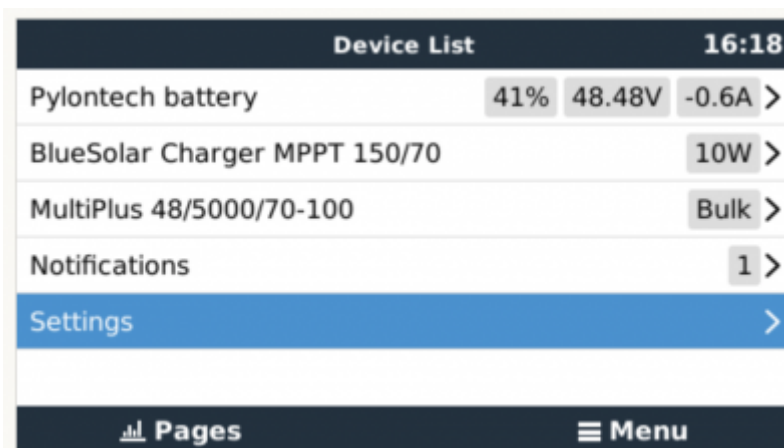 Device List 16:18
Pylontech battery 41% 48.48V -0.6A
BlueSolar Charger MPPT 150/70 10W
MultiPlus 48/5000/70-100 Bulk
Notifications 1
Settings
Pages Menu